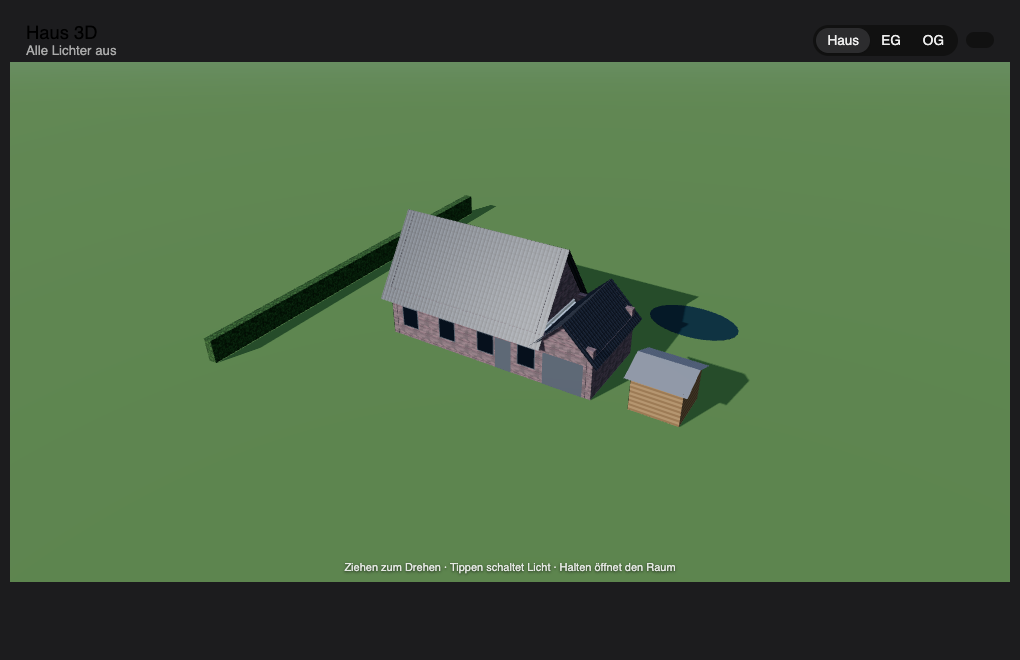 Haus 3D
Alle Lichter aus
Haus EG OG
Ziehen zum Drehen · Tippen schaltet Licht · Halten öffnet den Raum